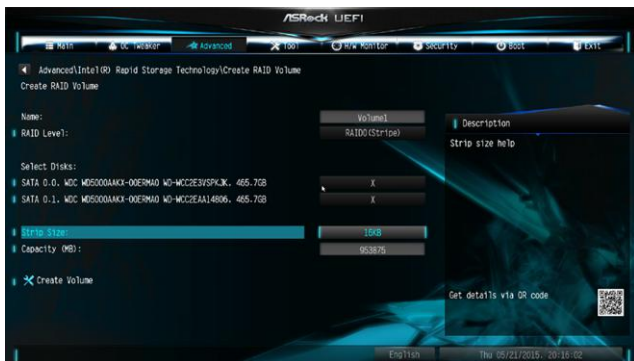 ASRock UEFI
Main OC Tweaker Advanced Tool H/W Monitor Security Boot Exit
Advanced\Intel(R) Rapid Storage Technology\Create RAID Volume
Create RAID Volume
Name: Volume1
RAID Level: RAID0(Stripe)
Select Disks:
SATA 0.0. WDC WD5000AAKX-00ERMA0 WD-WCC2E3VSPKJK. 465.7GB X
SATA 0.1. WDC WD5000AAKX-00ERMA0 WD-WCC2EAA14806. 465.7GB X
Strip Size: 16KB
Capacity (MB): 953875
Create Volume
Description
Strip size help
Get details via QR code
English Thu 05/21/2015. 20:16:02